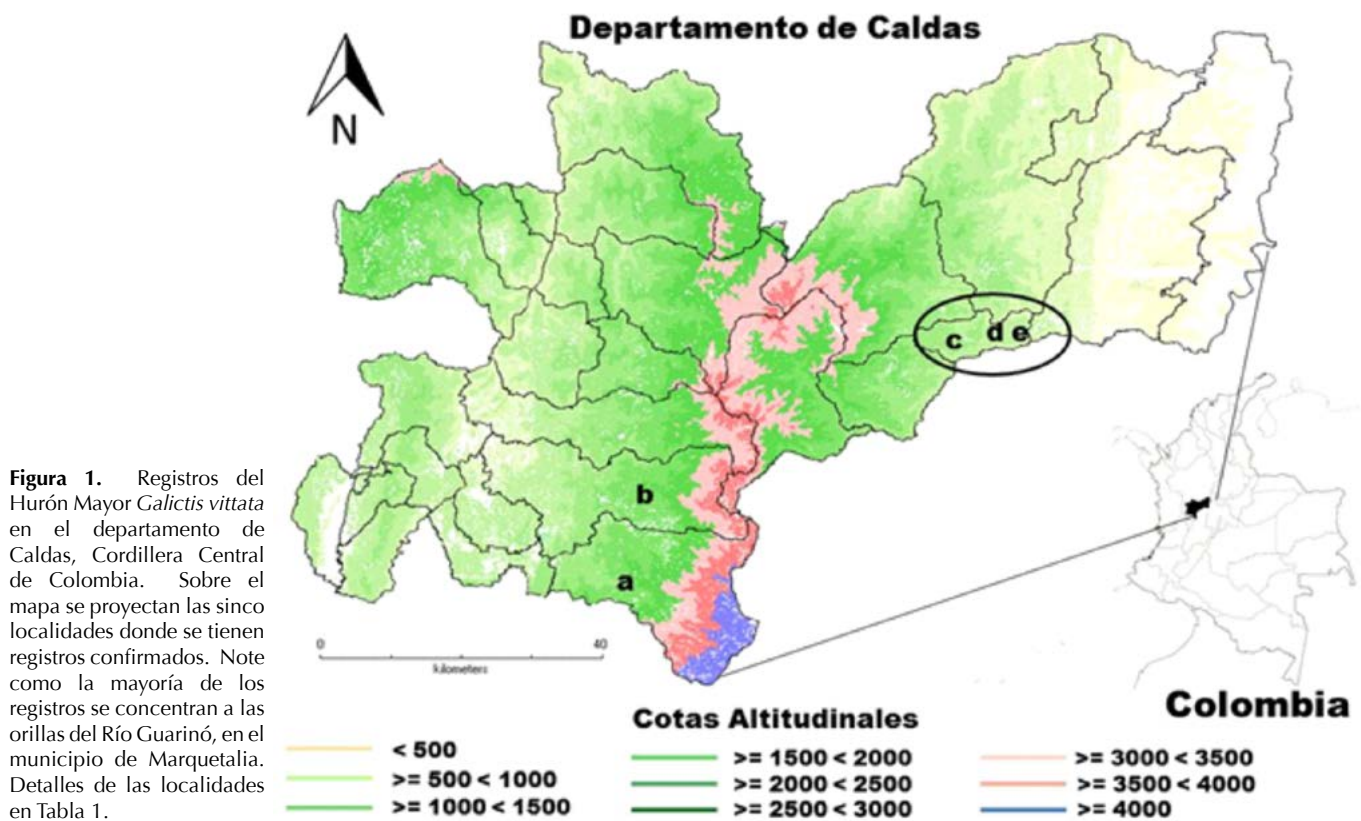 Departamento de Caldas
N
c d e
b
a
0 40
kilometers
Colombia
Cotas Altitudinales
< 500
>= 500 < 1000
>= 1000 < 1500
>= 1500 < 2000
>= 2000 < 2500
>= 2500 < 3000
>= 3000 < 3500
>= 3500 < 4000
>= 4000
Figura 1. Registros del
Hurón Mayor Galictis vittata
en el departamento de
Caldas, Cordillera Central
de Colombia. Sobre el
mapa se proyectan las sinco
localidades donde se tienen
registros confirmados. Note
como la mayoría de los
registros se concentran a las
orillas del Río Guarinó, en el
municipio de Marquetalia.
Detalles de las localidades
en Tabla 1.